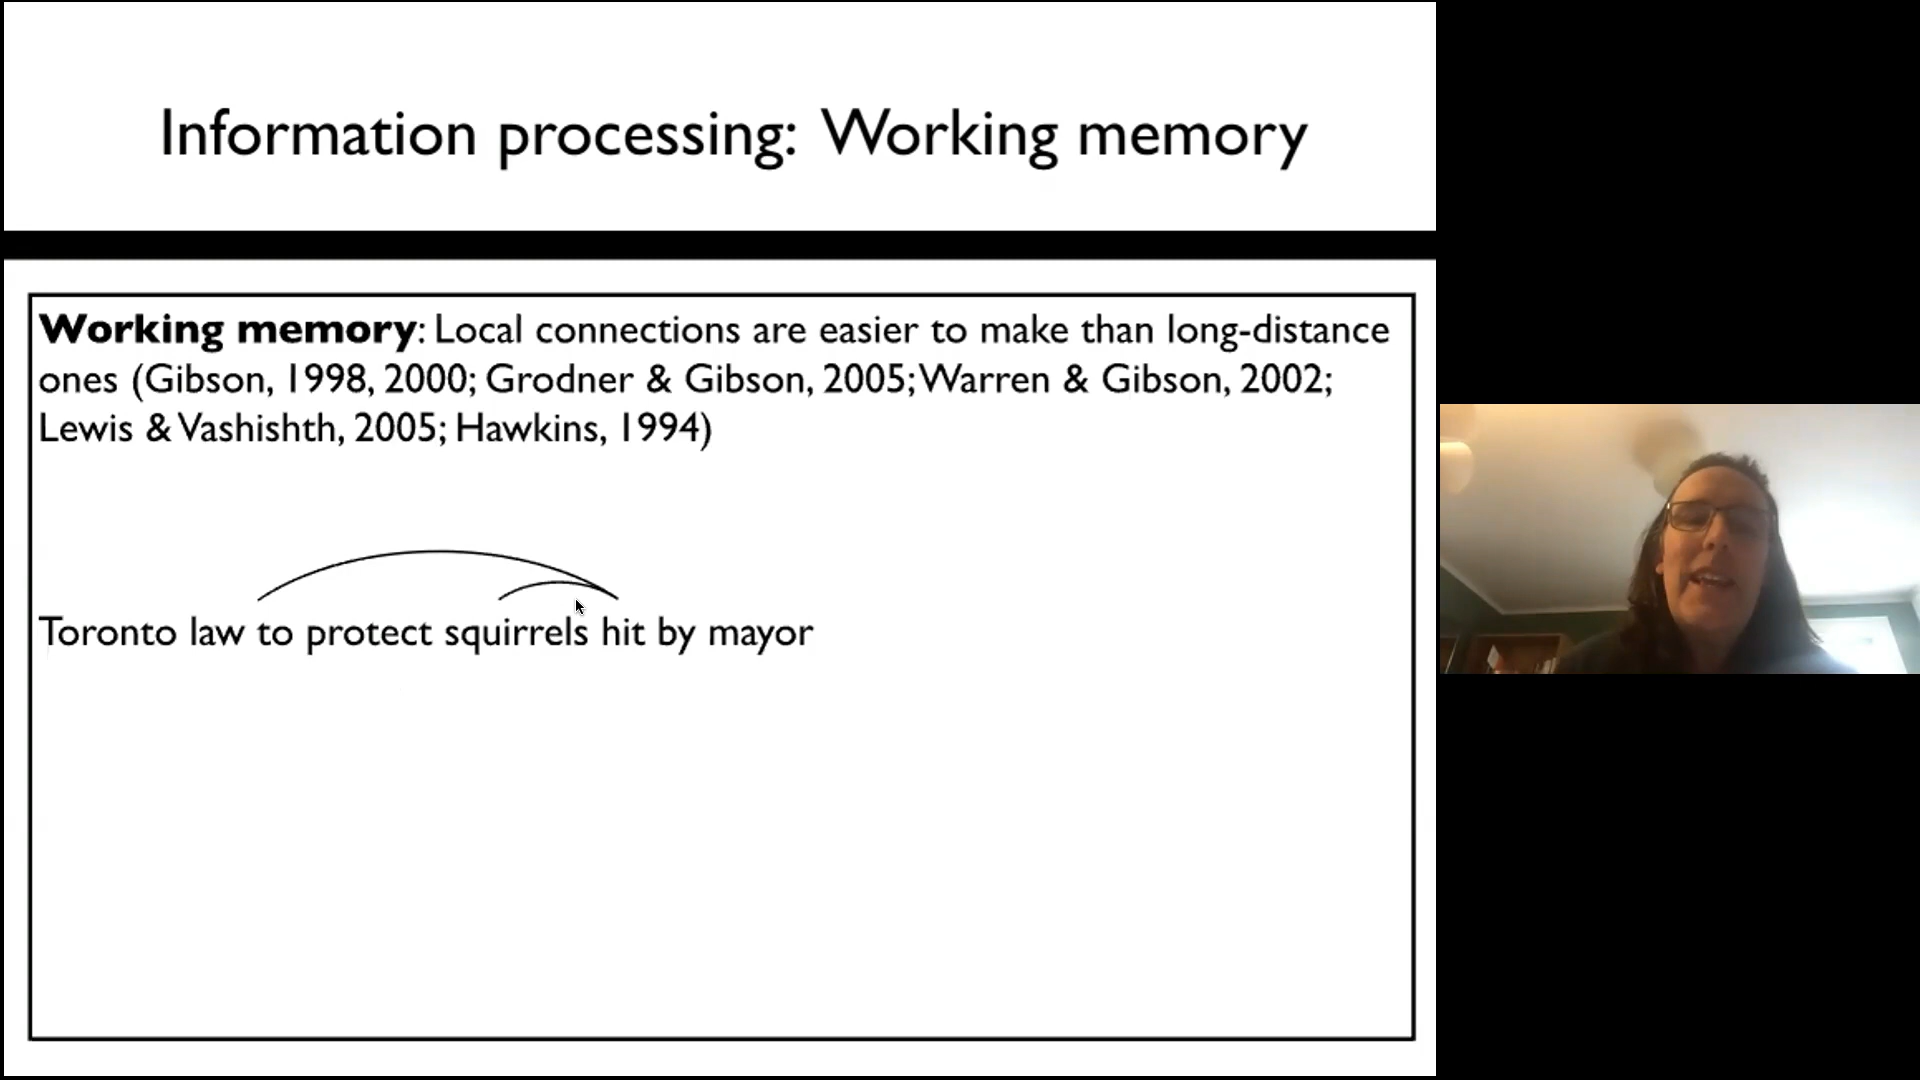 Information processing: Working memory
Working memory: Local connections are easier to make than long-distance
ones (Gibson, 1998, 2000; Grodner & Gibson, 2005; Warren & Gibson, 2002;
Lewis & Vashishth, 2005; Hawkins, 1994)
Toronto law to protect squirrels hit by mayor